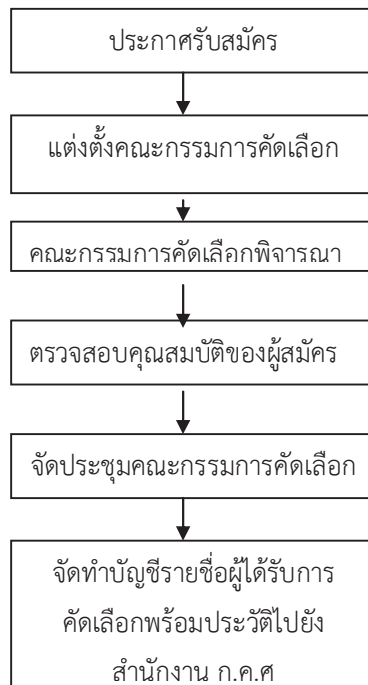 ประกาศรับสมัคร
แต่งตั้งคณะกรรมการคัดเลือก
คณะกรรมการคัดเลือกพิจารณา
ตรวจสอบคุณสมบัติของผู้สมัคร
จัดประชุมคณะกรรมการคัดเลือก
จัดทำบัญชีรายชื่อผู้ได้รับการ
คัดเลือกพร้อมประวัติไปยัง
สำนักงาน ก.ค.ศ